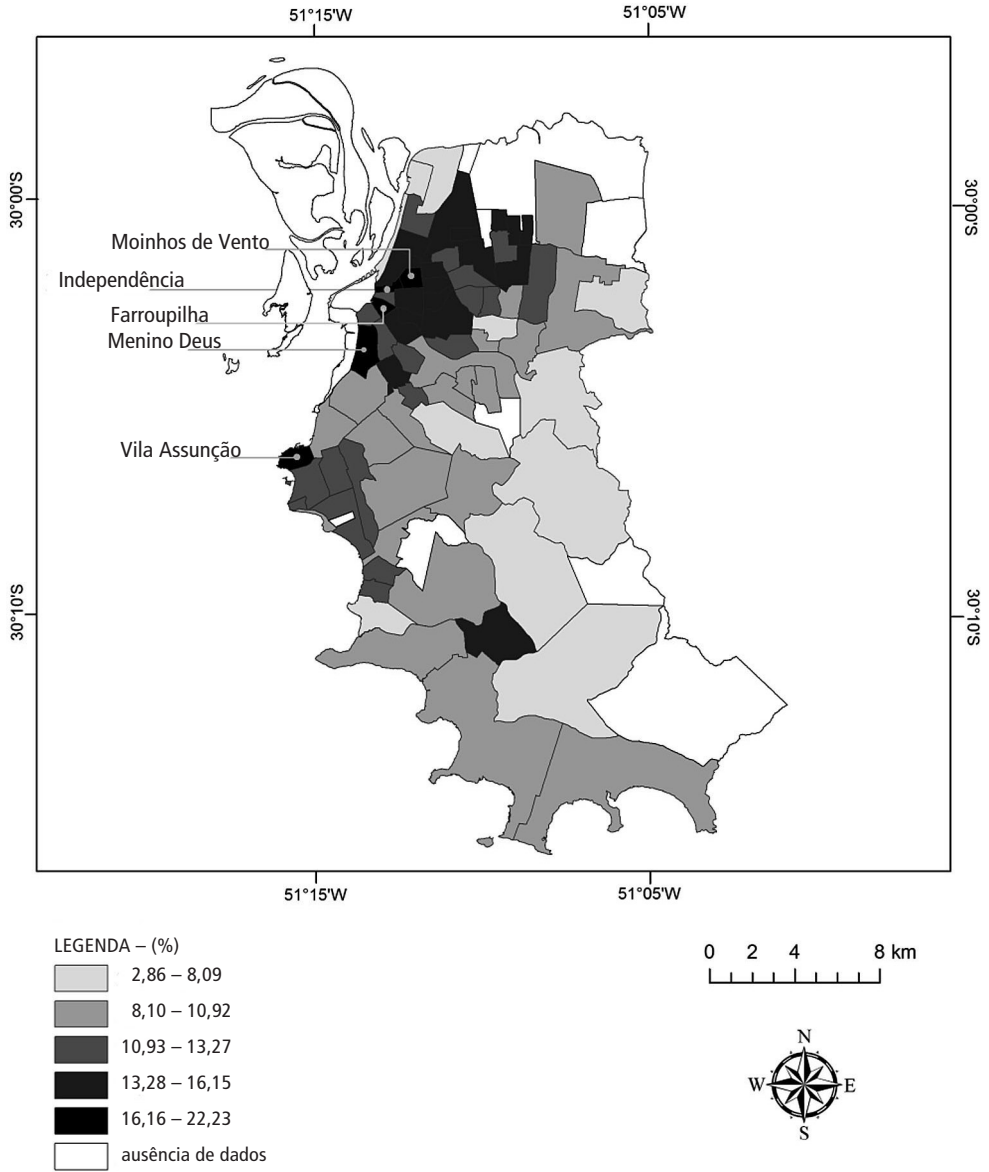 51°15'W 51°05'W
30°00'S 30°00'S
Moinhos de Vento
Independência
Farroupilha
Menino Deus
Vila Assunção
30°10'S 30°10'S
51°15'W 51°05'W
LEGENDA – (%)
2,86 – 8,09
8,10 – 10,92
10,93 – 13,27
13,28 – 16,15
16,16 – 22,23
ausência de dados
0 2 4 8 km
N
W E
S